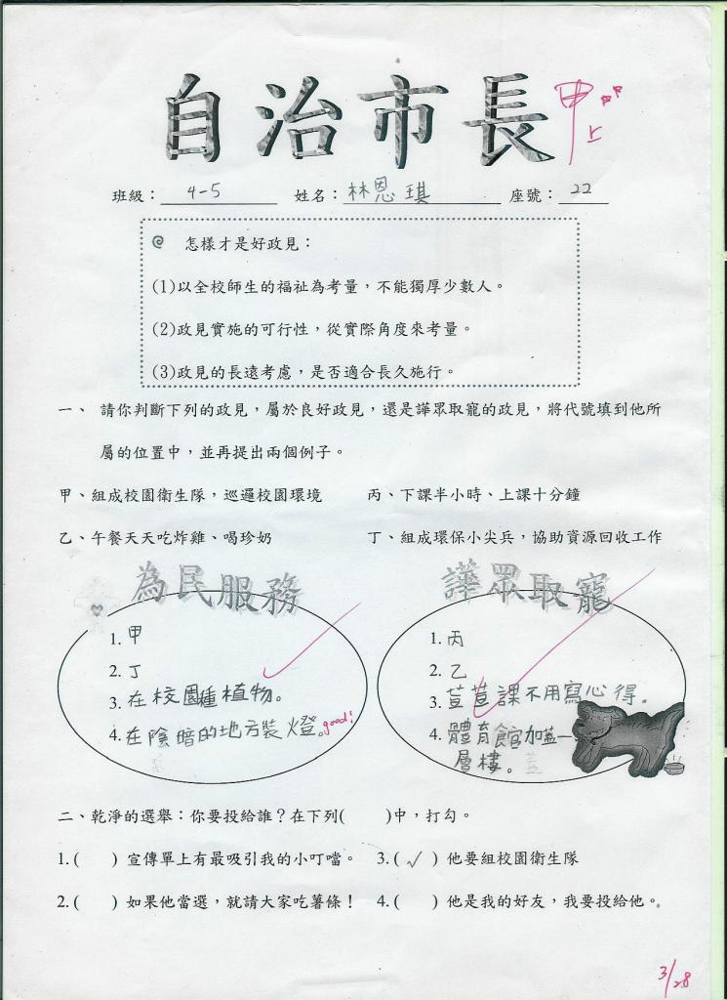 自治市長 甲上
班級：4-5 姓名：林恩琪 座號：22
怎樣才是好政見：
(1)以全校師生的福祉為考量，不能獨厚少數人。
(2)政見實施的可行性，從實際角度來考量。
(3)政見的長遠考慮，是否適合長久施行。
一、 請你判斷下列的政見，屬於良好政見，還是譁眾取寵的政見，將代號填到他所
屬的位置中，並再提出兩個例子。
甲、組成校園衛生隊，巡邏校園環境 丙、下課半小時、上課十分鐘
乙、午餐天天吃炸雞、喝珍奶 丁、組成環保小尖兵，協助資源回收工作
為民服務
1. 甲
2. 丁
3. 在校園種植物。
4. 在陰暗的地方裝燈。good!
譁眾取寵
1. 丙
2. 乙
3. 荳荳課不用寫心得。
4. 體育館加蓋一
層樓。
二、乾淨的選舉：你要投給誰？在下列( )中，打勾。
1.( ) 宣傳單上有最吸引我的小叮噹。 3.( ✓ ) 他要組校園衛生隊
2.( ) 如果他當選，就請大家吃薯條！ 4.( ) 他是我的好友，我要投給他。
3/28